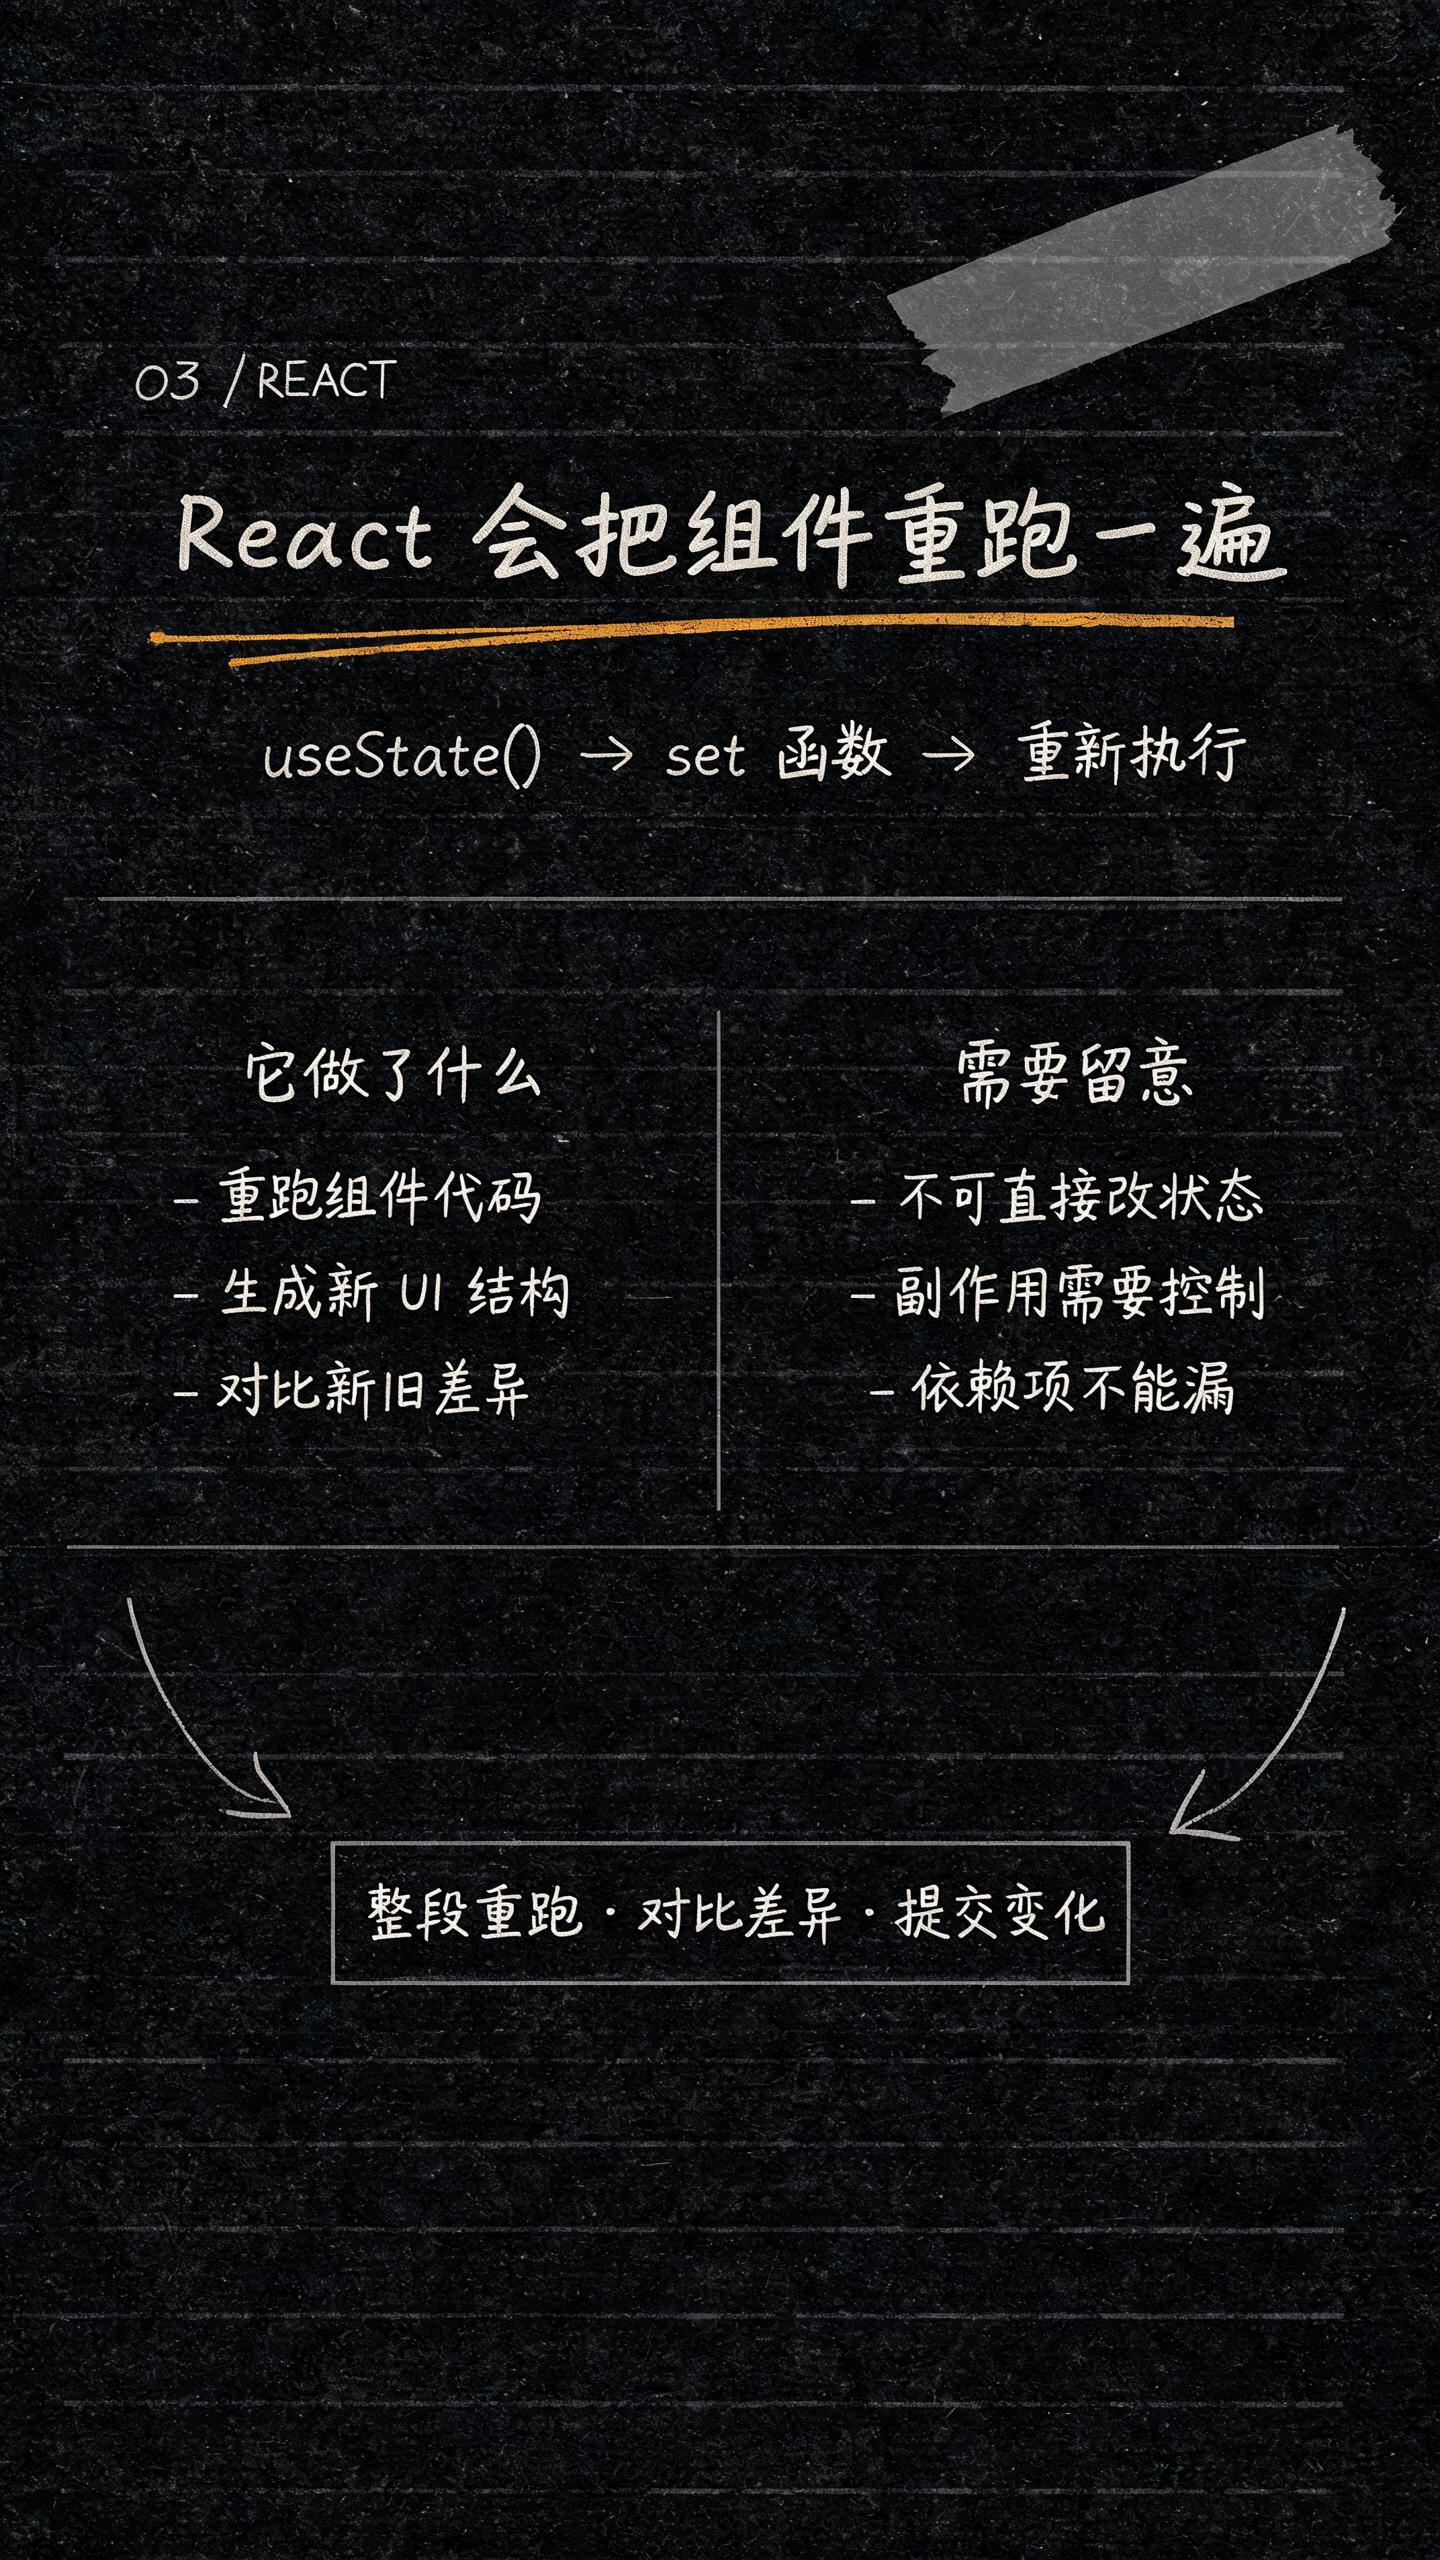 03 / REACT
React 会把组件重跑一遍
useState() → set 函数 → 重新执行
它做了什么
- 重跑组件代码
- 生成新 UI 结构
- 对比新旧差异
需要留意
- 不可直接改状态
- 副作用需要控制
- 依赖项不能漏
整段重跑 · 对比差异 · 提交变化